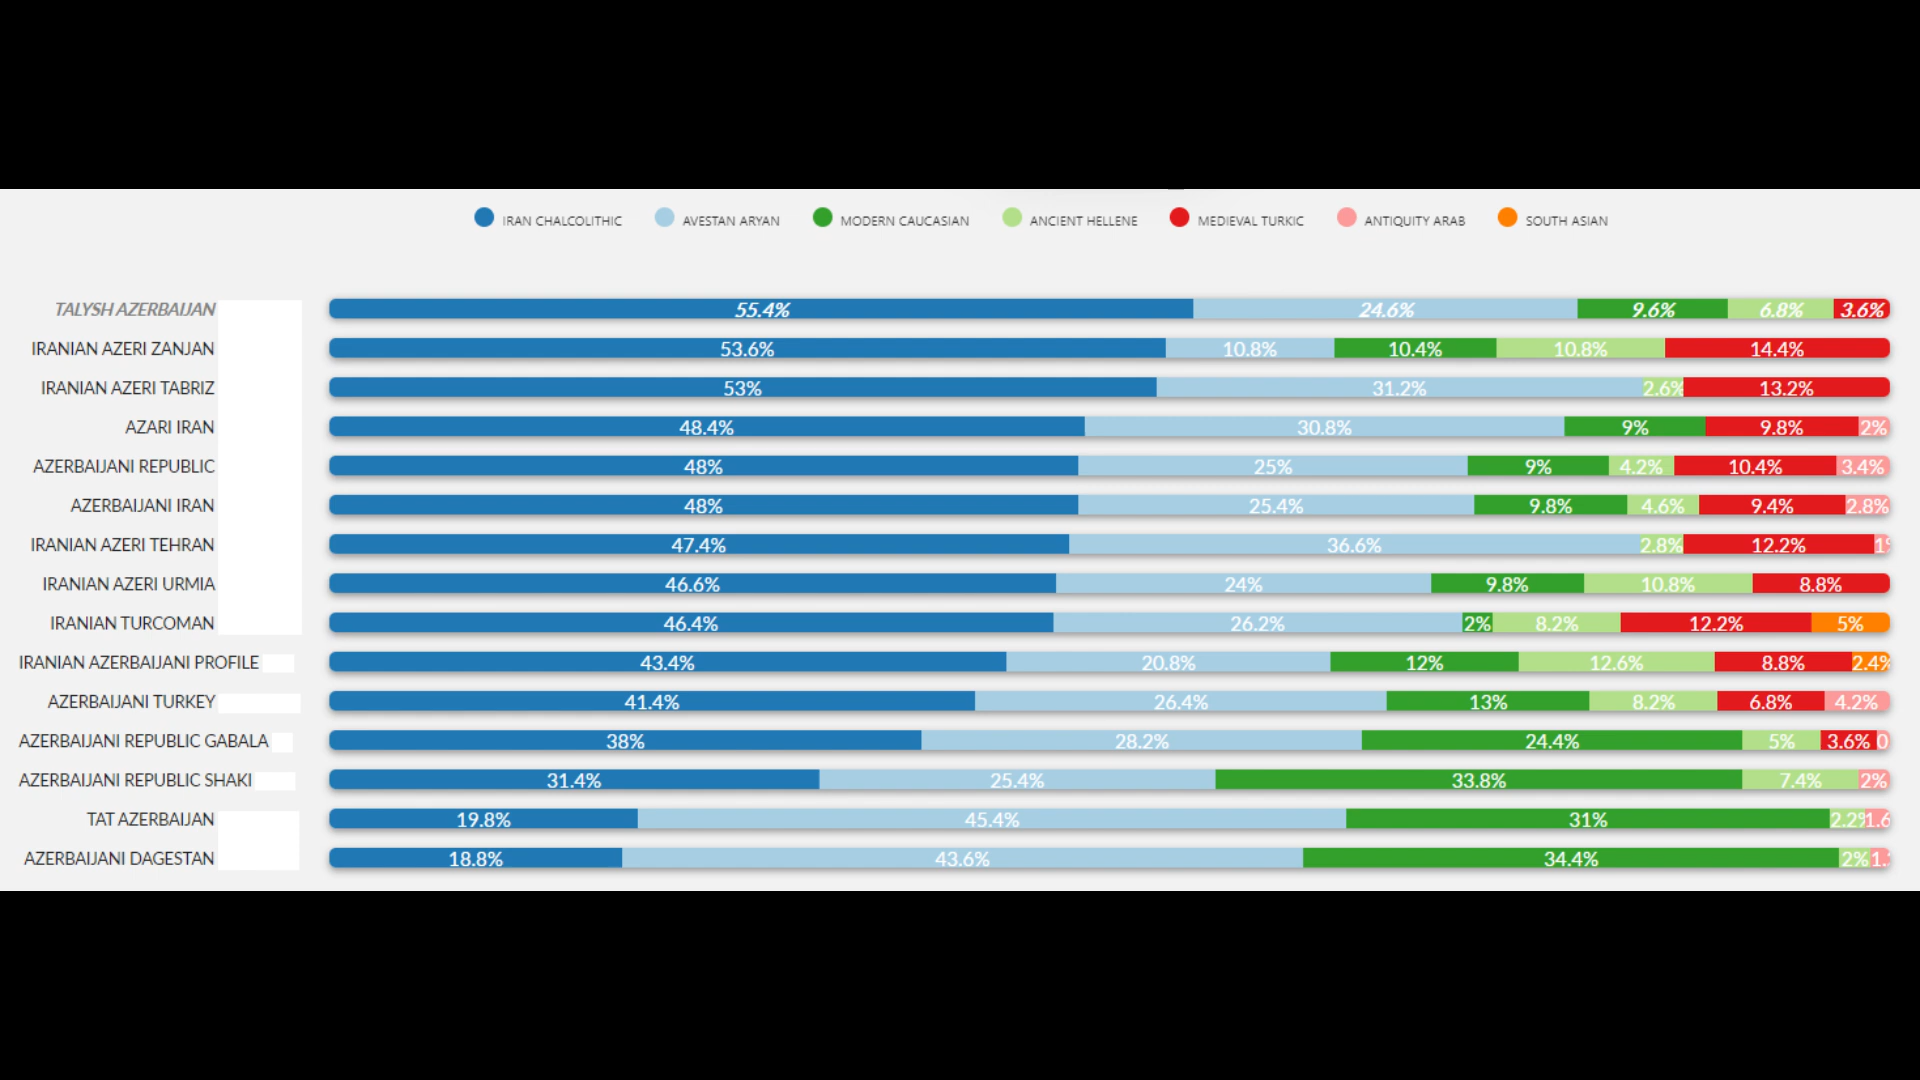 IRAN CHALCOLITHIC AVESTAN ARYAN MODERN CAUCASIAN ANCIENT HELLENE MEDIEVAL TURKIC ANTIQUITY ARAB SOUTH ASIAN
TALYSH AZERBAIJAN 55.4% 24.6% 9.6% 6.8% 3.6%
IRANIAN AZERI ZANJAN 53.6% 10.8% 10.4% 10.8% 14.4%
IRANIAN AZERI TABRIZ 53% 31.2% 2.6% 13.2%
AZARI IRAN 48.4% 30.8% 9% 9.8% 2%
AZERBAIJANI REPUBLIC 48% 25% 9% 4.2% 10.4% 3.4%
AZERBAIJANI IRAN 48% 25.4% 9.8% 4.6% 9.4% 2.8%
IRANIAN AZERI TEHRAN 47.4% 36.6% 2.8% 12.2% 1%
IRANIAN AZERI URMIA 46.6% 24% 9.8% 10.8% 8.8%
IRANIAN TURCOMAN 46.4% 26.2% 2% 8.2% 12.2% 5%
IRANIAN AZERBAIJANI PROFILE 43.4% 20.8% 12% 12.6% 8.8% 2.4%
AZERBAIJANI TURKEY 41.4% 26.4% 13% 8.2% 6.8% 4.2%
AZERBAIJANI REPUBLIC GABALA 38% 28.2% 24.4% 5% 3.6% 0
AZERBAIJANI REPUBLIC SHAKI 31.4% 25.4% 33.8% 7.4% 2%
TAT AZERBAIJAN 19.8% 45.4% 31% 2.2% 1.6
AZERBAIJANI DAGESTAN 18.8% 43.6% 34.4% 2% 1.